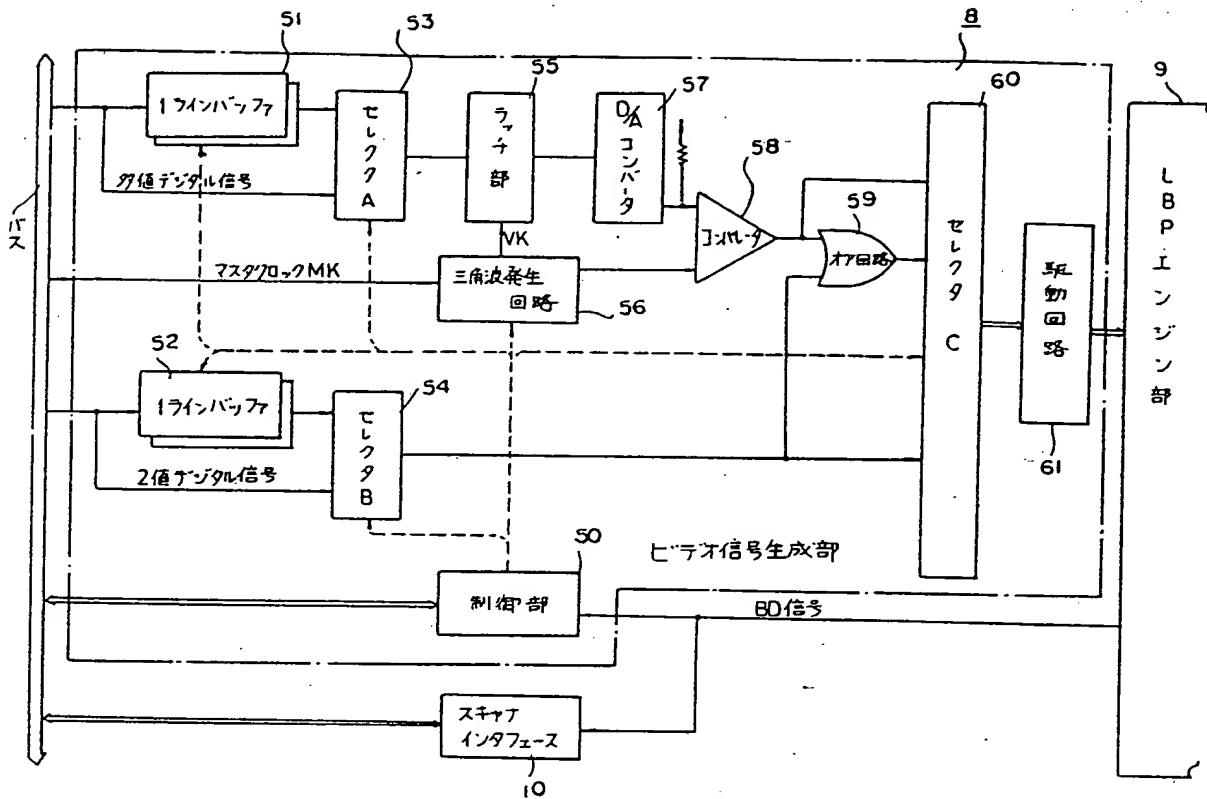 51
1ラインバッファ
53
セレクタA
55
ラッチ部
57
D/Aコンバータ
8
60
9
58
コンパレータ
59
オア回路
多値デジタル信号
VK
バス
マスタクロックMK
三角波発生
回路
56
セレクタC
駆動回路
61
LBPエンジン部
52
1ラインバッファ
54
セレクタB
2値デジタル信号
50
制御部
ビデオ信号生成部
BD信号
スキャナ
インタフェース
10